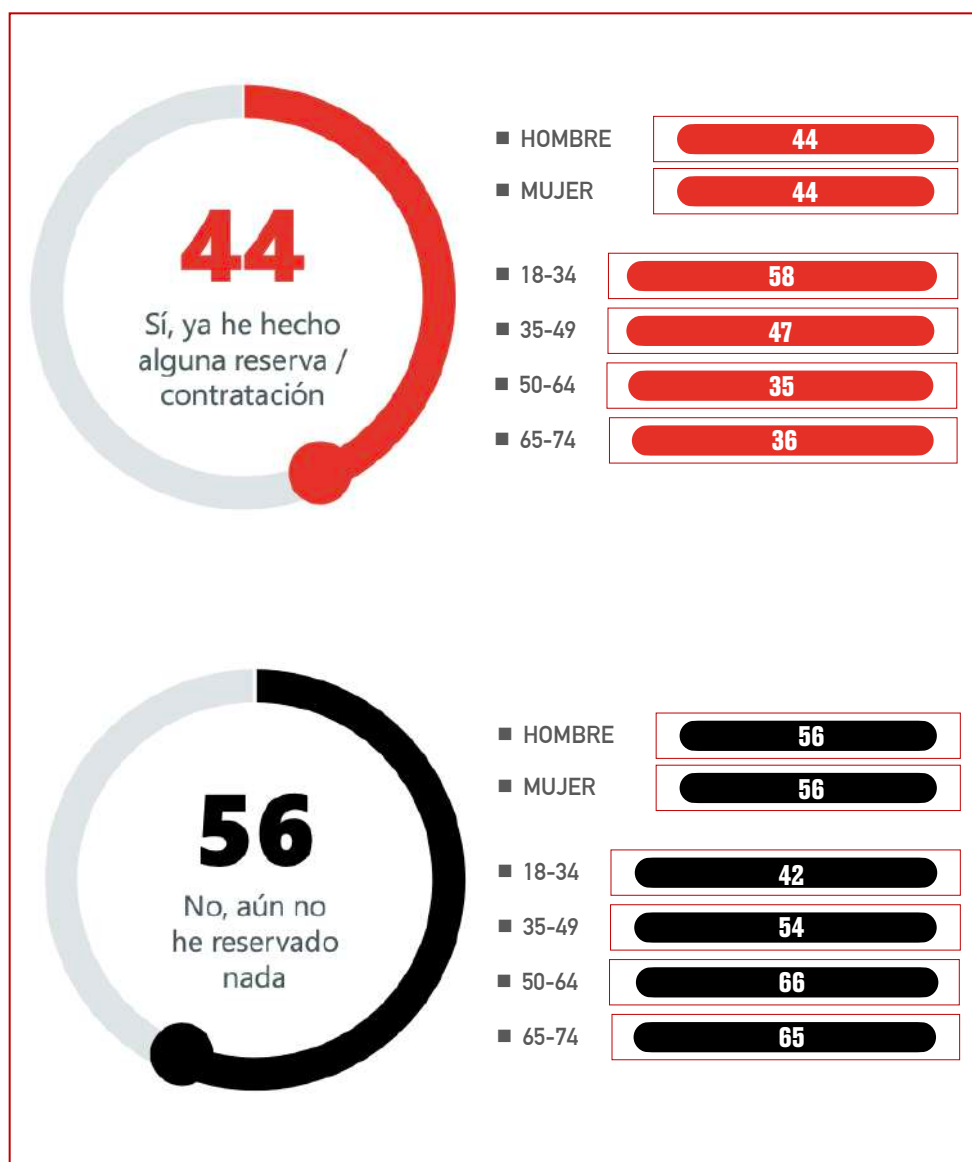 44
Sí, ya he hecho
alguna reserva /
contratación
HOMBRE 44
MUJER 44
18-34 58
35-49 47
50-64 35
65-74 36
56
No, aún no
he reservado
nada
HOMBRE 56
MUJER 56
18-34 42
35-49 54
50-64 66
65-74 65